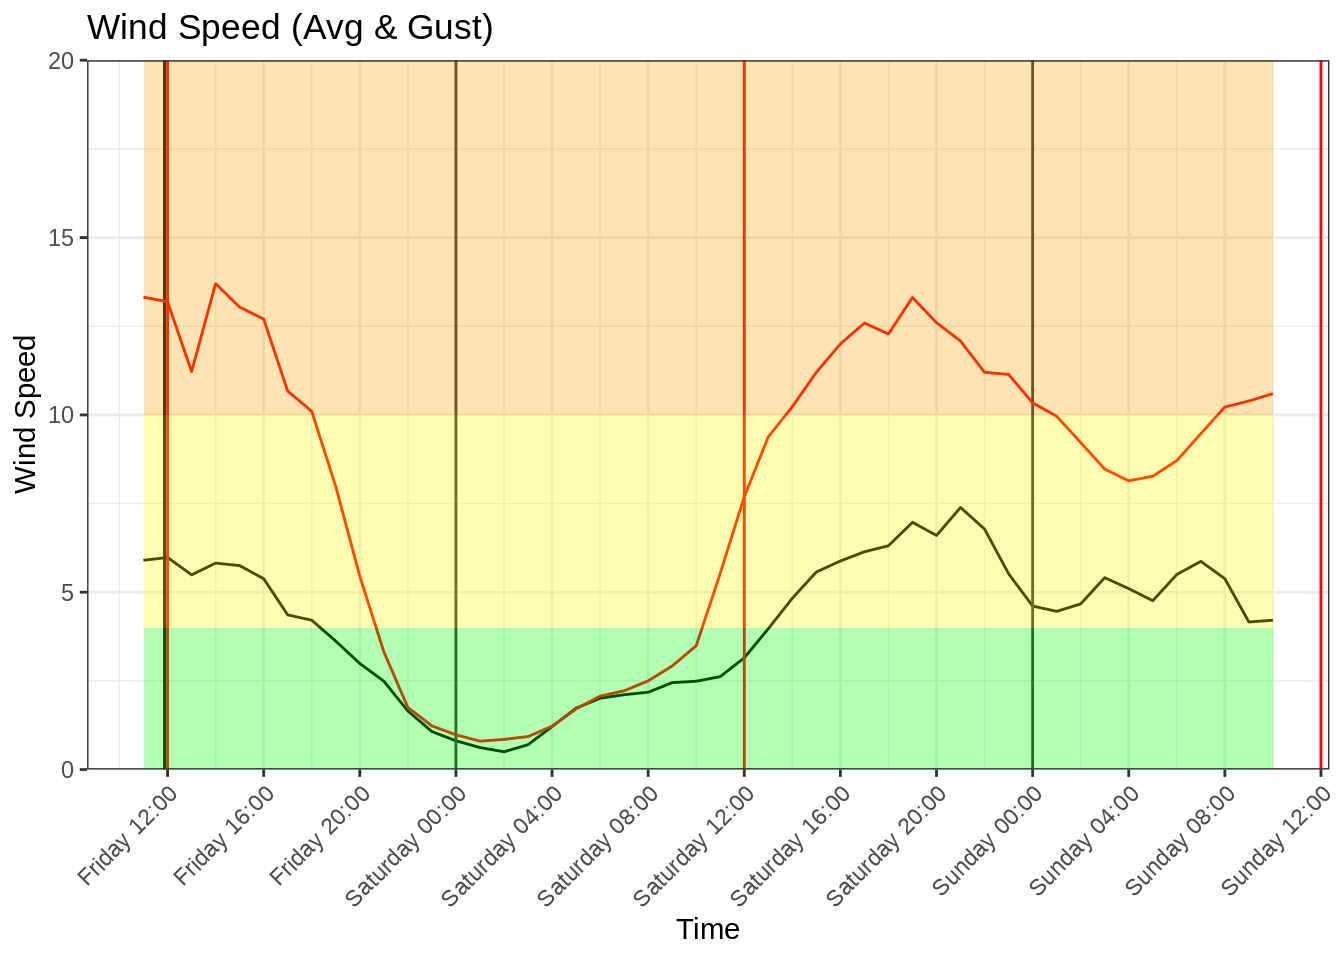 Wind Speed (Avg & Gust)
20
15
10
5
0
Wind Speed
Friday 12:00
Friday 16:00
Friday 20:00
Saturday 00:00
Saturday 04:00
Saturday 08:00
Saturday 12:00
Saturday 16:00
Saturday 20:00
Sunday 00:00
Sunday 04:00
Sunday 08:00
Sunday 12:00
Time